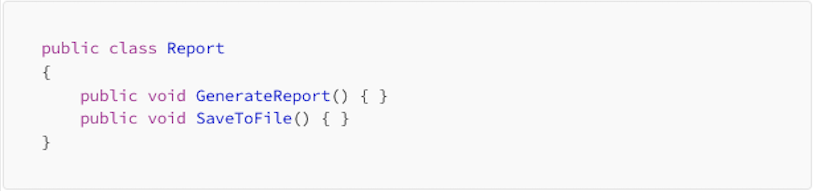 public class Report
{
    public void GenerateReport() { }
    public void SaveToFile() { }
}